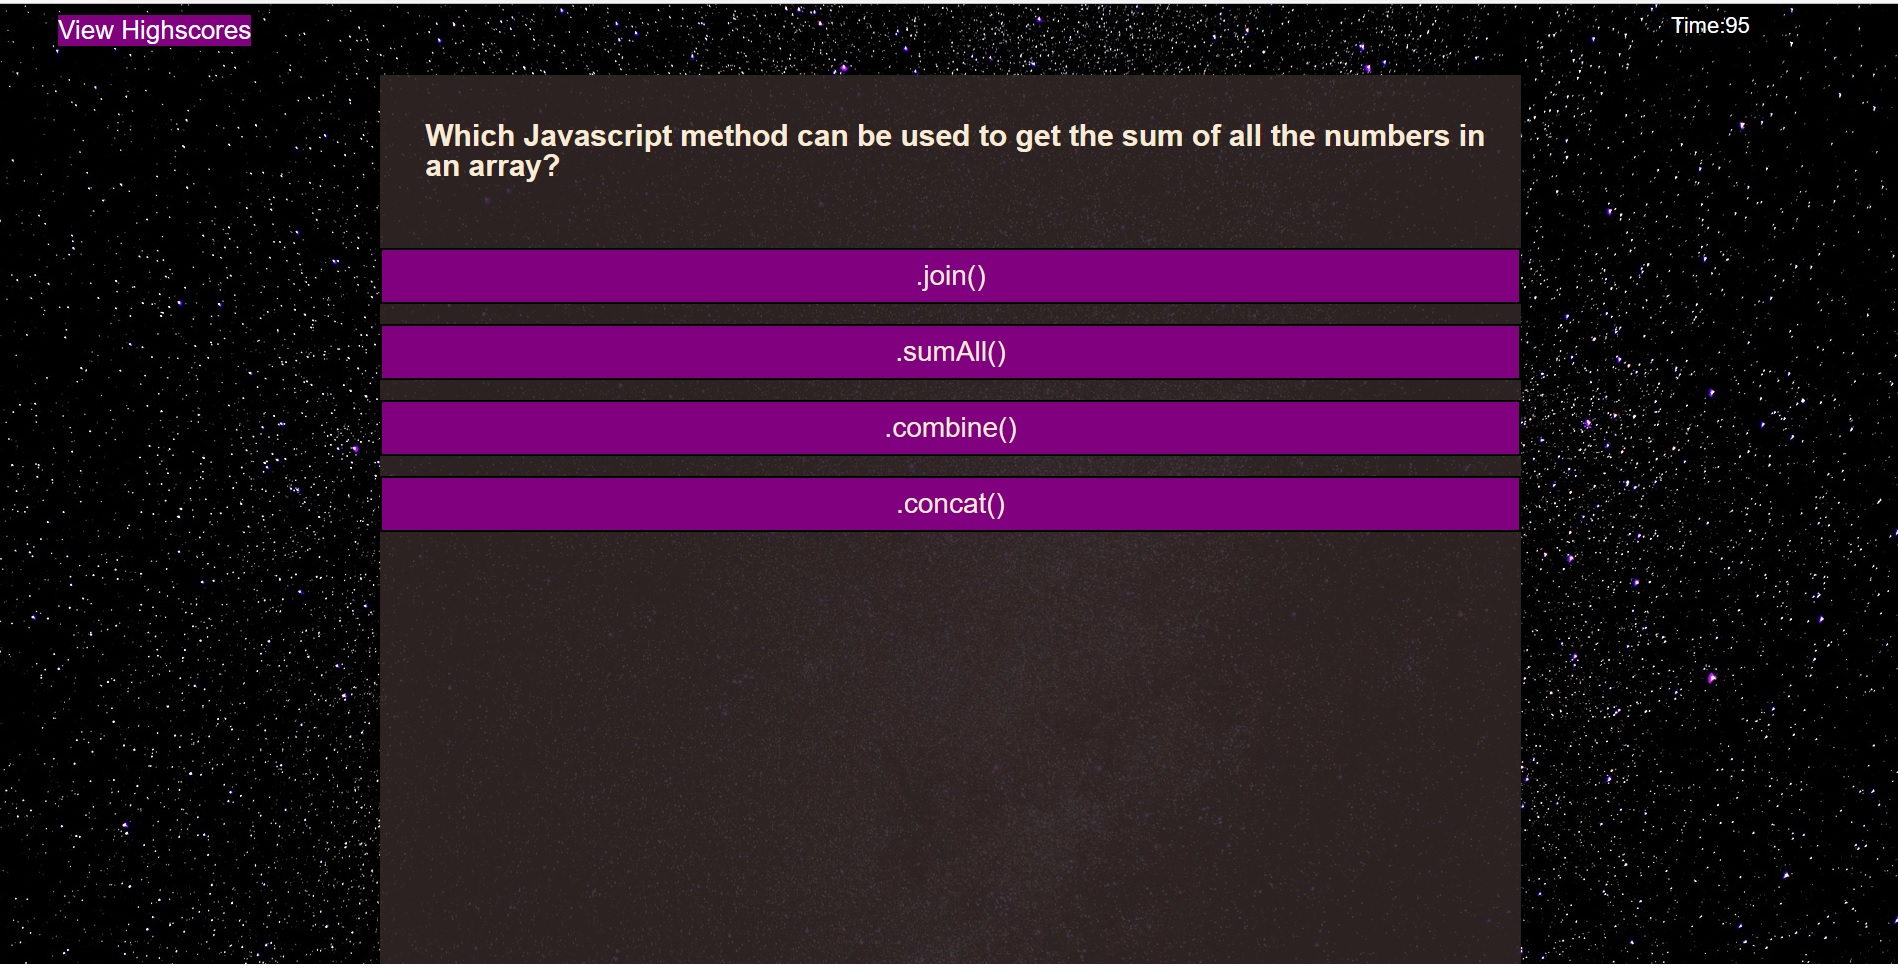 View Highscores
Time:95
Which Javascript method can be used to get the sum of all the numbers in
an array?
.join()
.sumAll()
.combine()
.concat()